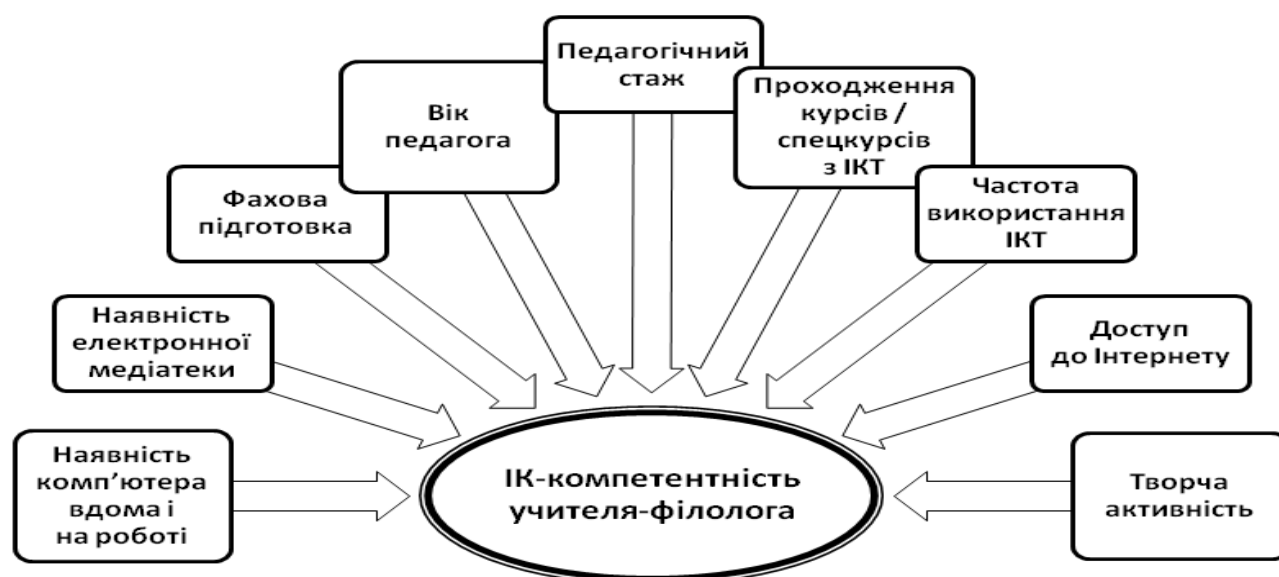 Педагогічний
стаж
Вік
педагога
Проходження
курсів /
спецкурсів
з ІКТ
Фахова
підготовка
Частота
використання
ІКТ
Наявність
електронної
медіатеки
Доступ
до Інтернету
Наявність
комп’ютера
вдома і
на роботі
ІК-компетентність
учителя-філолога
Творча
активність